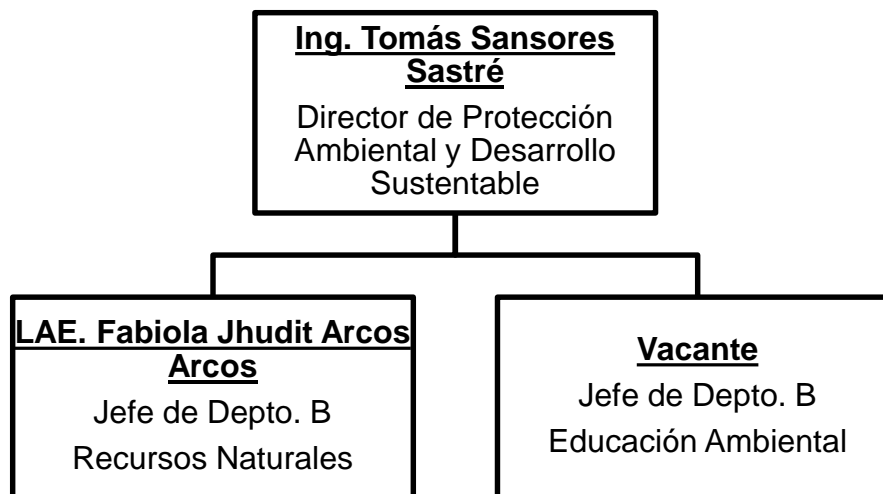 Ing. Tomás Sansores
Sastré
Director de Protección
Ambiental y Desarrollo
Sustentable
LAE. Fabiola Jhudit Arcos
Arcos
Jefe de Depto. B
Recursos Naturales
Vacante
Jefe de Depto. B
Educación Ambiental